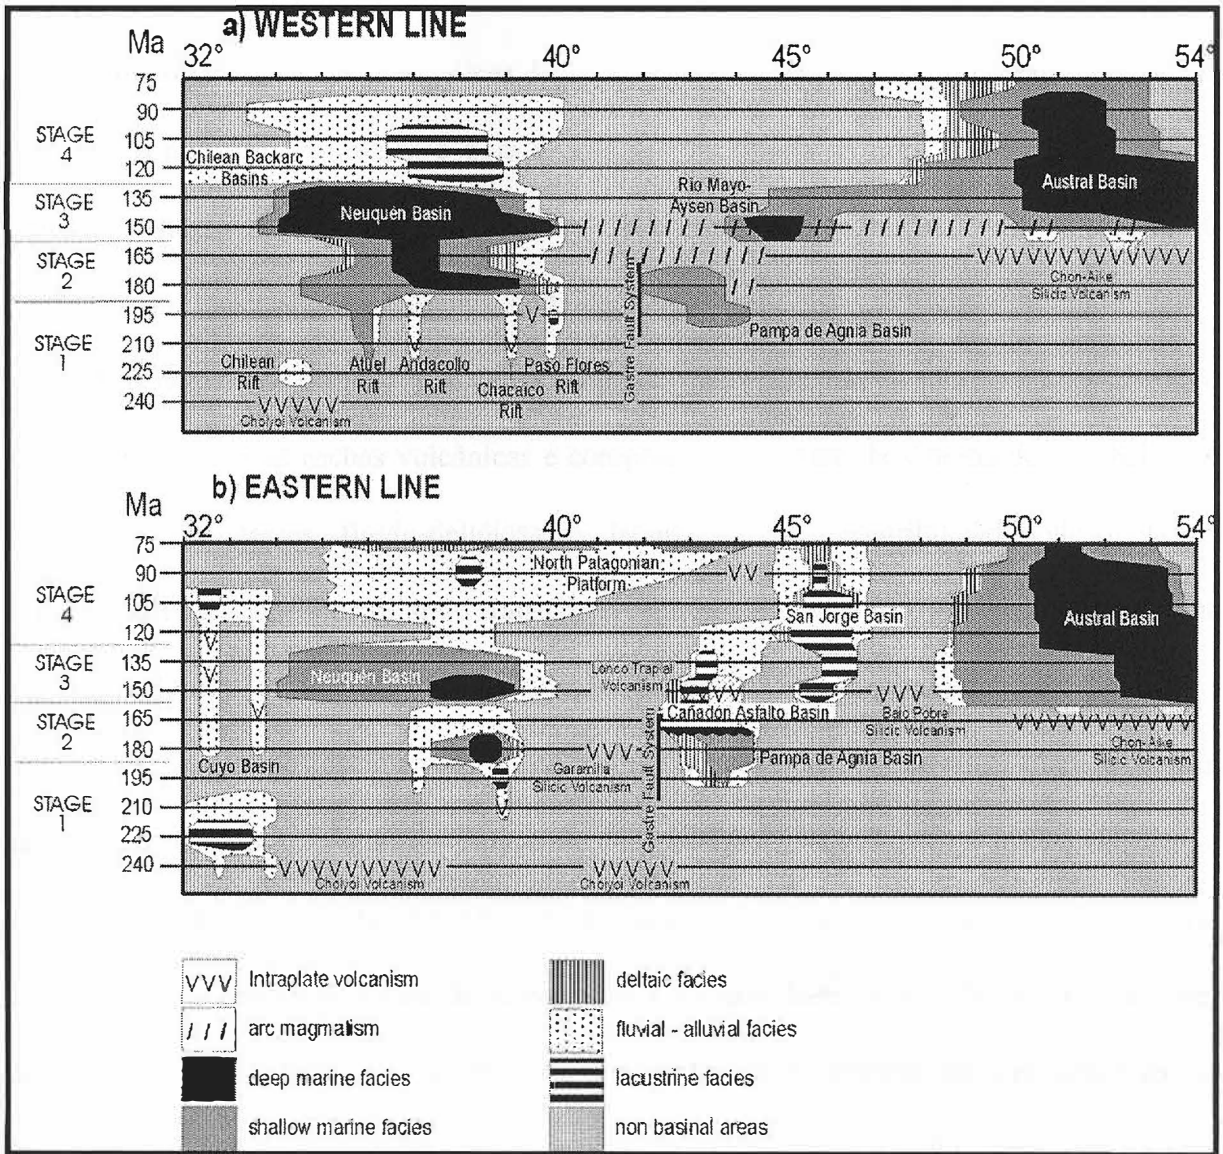 a) WESTERN LINE
Ma 32° 40° 45° 50° 54°
75
90
105
120
135
150
165
180
195
210
225
240
STAGE 4
STAGE 3
STAGE 2
STAGE 1
Chilean Backarc
Basins
Neuquén Basin
Rio Mayo-
Aysen Basin
Austral Basin
Chon-Aike
Silicic Volcanism
Gastre Fault System
Pampa de Agnia Basin
Chilean
Rift
Atuel
Rift
Andacollo
Rift
Chacaico
Rift
Paso Flores
Rift
Choiyoi Volcanism
b) EASTERN LINE
Ma 32° 40° 45° 50° 54°
75
90
105
120
135
150
165
180
195
210
225
240
STAGE 4
STAGE 3
STAGE 2
STAGE 1
North Patagonian
Platform
San Jorge Basin
Austral Basin
Neuquén Basin
Lonco Trapial
Volcanism
Cañadón Asfalto Basin
Bajo Pobre
Silicic Volcanism
Chon-Aike
Silicic Volcanism
Cuyo Basin
Garamilla
Silicic Volcanism
Gastre Fault System
Pampa de Agnia Basin
Choiyoi Volcanism
Choiyoi Volcanism
VVV Intraplate volcanism
deltaic facies
/ / / arc magmatism
fluvial - alluvial facies
deep marine facies
lacustrine facies
shallow marine facies
non basinal areas